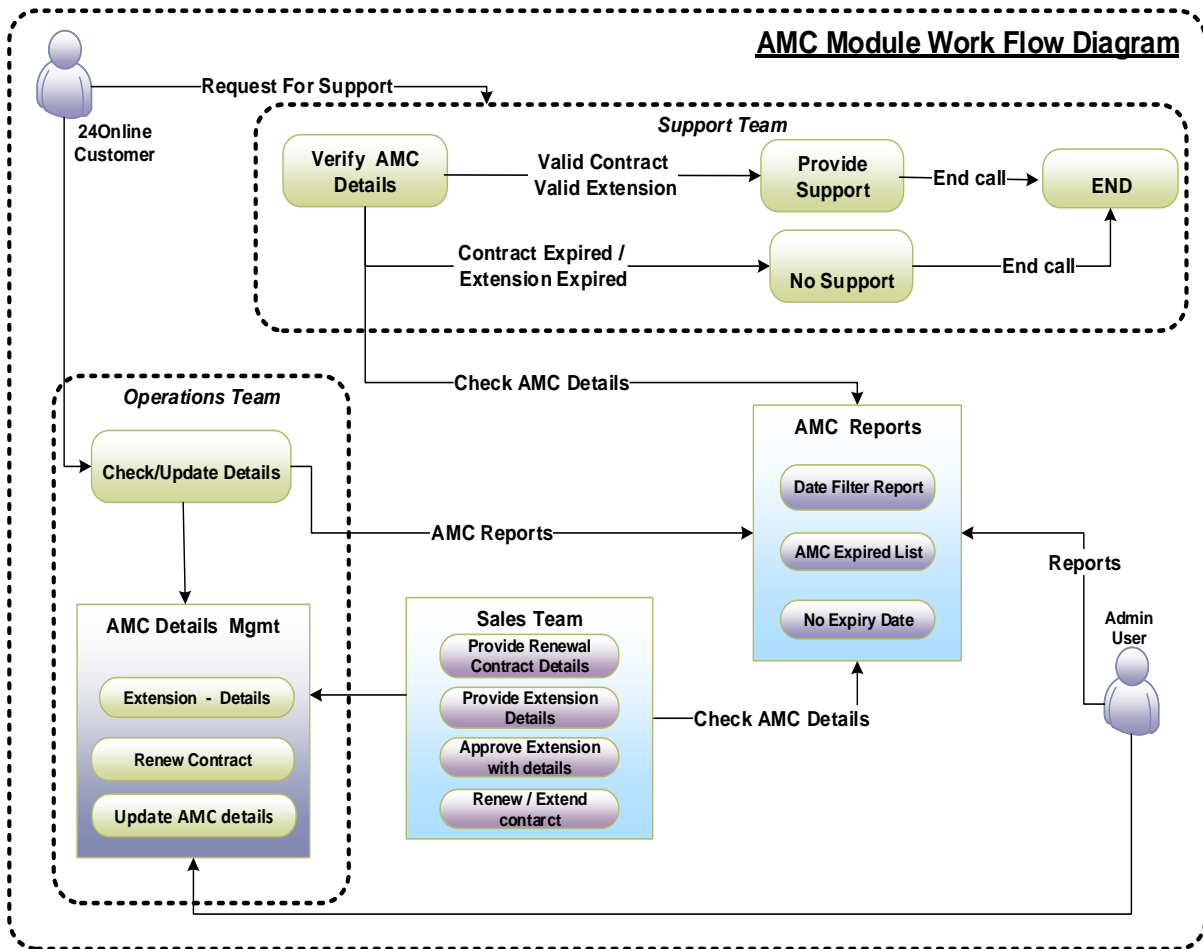 AMC Module Work Flow Diagram
Request For Support
24Online
Customer
Support Team
Verify AMC
Details
Valid Contract
Valid Extension
Provide
Support
End call
END
Contract Expired /
Extension Expired
No Support
End call
Check AMC Details
Operations Team
Check/Update Details
AMC Reports
AMC Reports
Date Filter Report
AMC Expired List
No Expiry Date
Reports
Admin
User
AMC Details Mgmt
Extension - Details
Renew Contract
Update AMC details
Sales Team
Provide Renewal
Contract Details
Provide Extension
Details
Approve Extension
with details
Renew / Extend
contarct
Check AMC Details